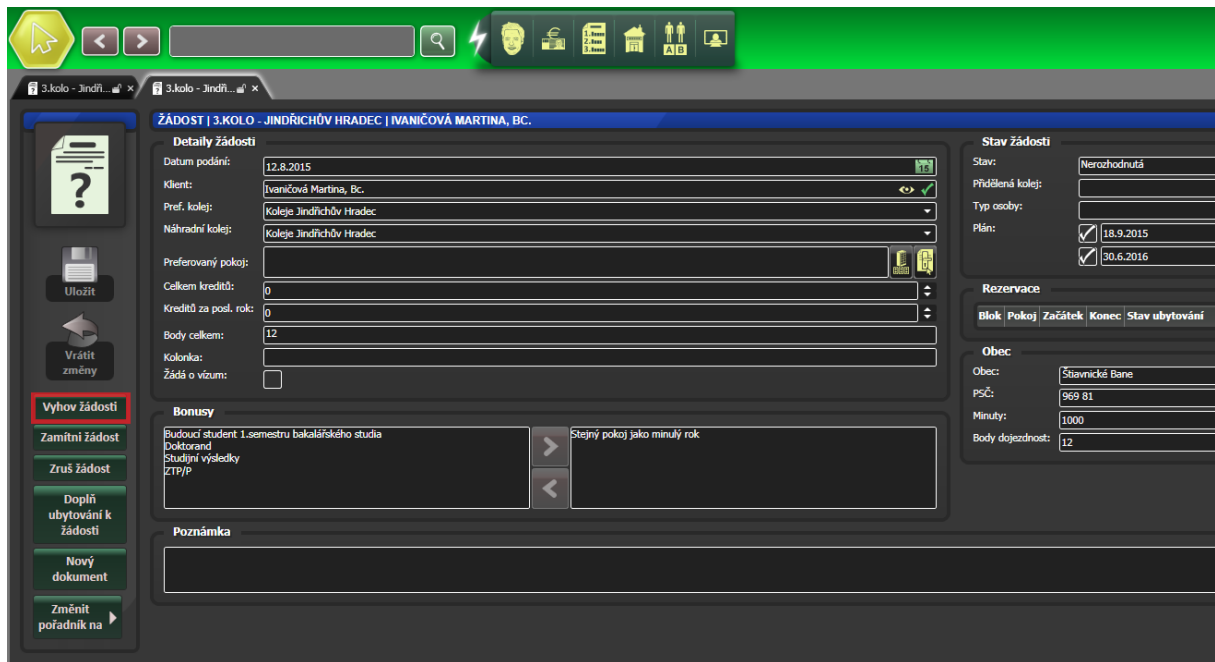 1.
2.
3.
A B
3.kolo - Jindři...
3.kolo - Jindři...
ŽÁDOST | 3.KOLO - JINDŘICHŮV HRADEC | IVANIČOVÁ MARTINA, BC.
?
Uložit
Vrátit
změny
Vyhov žádosti
Zamítni žádost
Zruš žádost
Doplň
ubytování k
žádosti
Nový
dokument
Změnit
pořadník na
Detaily žádosti
Datum podání: 12.8.2015 15
Klient: Ivaničová Martina, Bc.
Pref. kolej: Koleje Jindřichův Hradec
Náhradní kolej: Koleje Jindřichův Hradec
Preferovaný pokoj:
Celkem kreditů: 0
Kreditů za posl. rok: 0
Body celkem: 12
Kolonka:
Žádá o vízum:
Bonusy
Budoucí student 1.semestru bakalářského studia
Doktorand
Studijní výsledky
ZTP/P
> 
<
Stejný pokoj jako minulý rok
Poznámka
Stav žádosti
Stav: Nerozhodnutá
Přidělená kolej:
Typ osoby:
Plán: 18.9.2015
30.6.2016
Rezervace
Blok Pokoj Začátek Konec Stav ubytování
Obec
Obec: Štiavnické Bane
PSČ: 969 81
Minuty: 1000
Body dojezdnost: 12